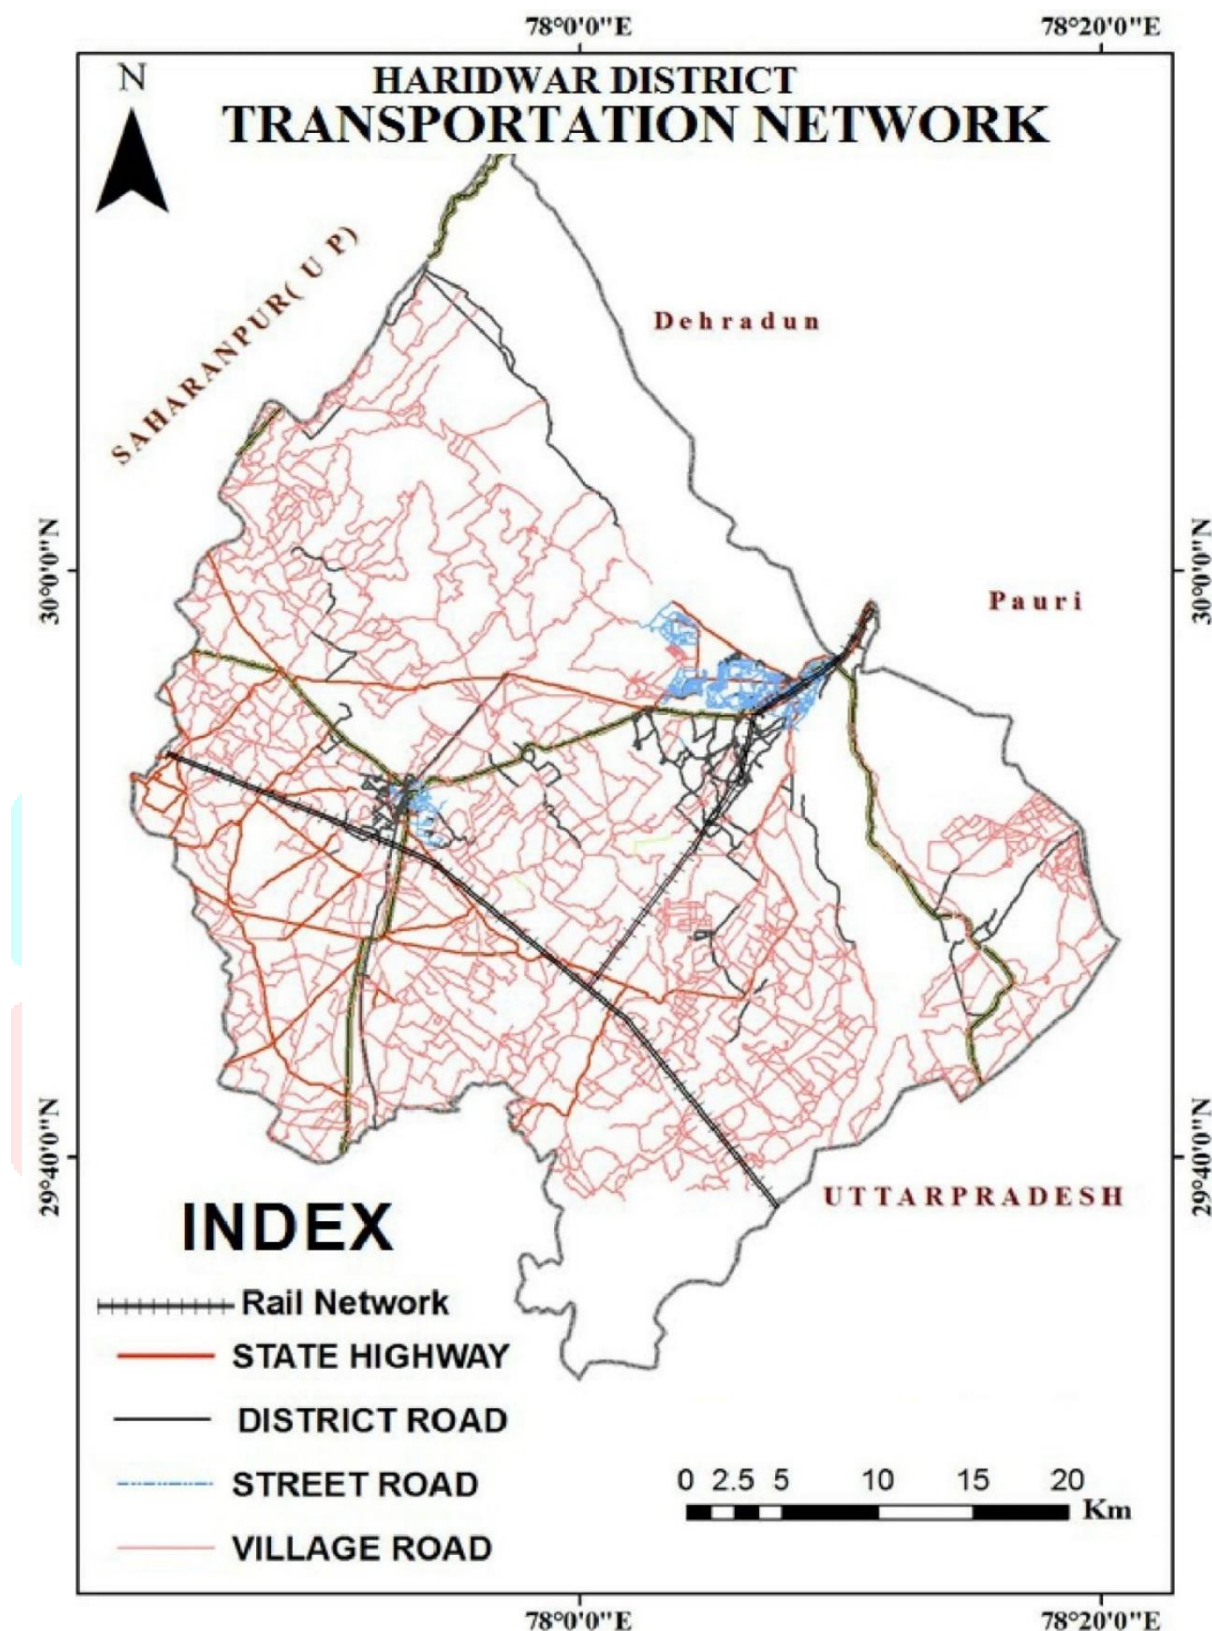 78°0'0"E 78°20'0"E
N
HARIDWAR DISTRICT
TRANSPORTATION NETWORK
SAHARANPUR( U P)
Dehradun
30°0'0"N 30°0'0"N
Pauri
29°40'0"N 29°40'0"N
UTTARPRADESH
INDEX
Rail Network
STATE HIGHWAY
DISTRICT ROAD
STREET ROAD
VILLAGE ROAD
0 2.5 5 10 15 20
Km
78°0'0"E 78°20'0"E